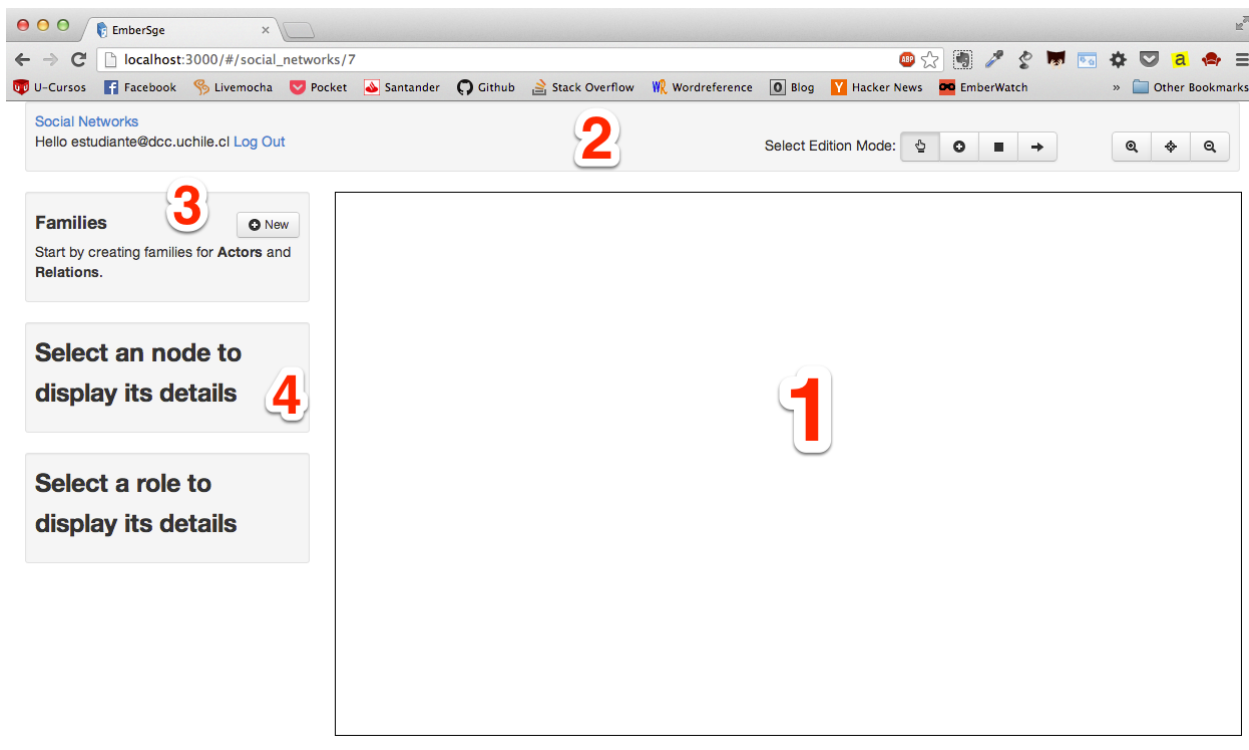 EmberSge
localhost:3000/#/social_networks/7
ABP
a
U-Cursos Facebook Livemocha Pocket Santander Github Stack Overflow Wordreference Blog Hacker News EmberWatch » Other Bookmarks
Social Networks
Hello estudiante@dcc.uchile.cl Log Out
2
Select Edition Mode:
3
Families
New
Start by creating families for Actors and
Relations.
Select an node to
display its details
4
1
Select a role to
display its details